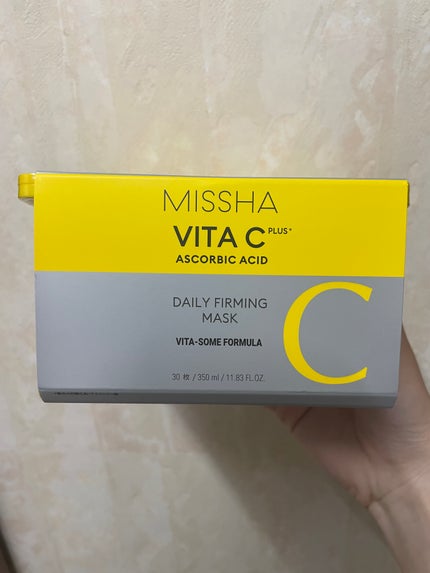 MISSHA
VITA C PLUS+
ASCORBIC ACID
DAILY FIRMING
MASK
VITA-SOME FORMULA
C
30 枚 / 350 ml / 11.83 FL.OZ.